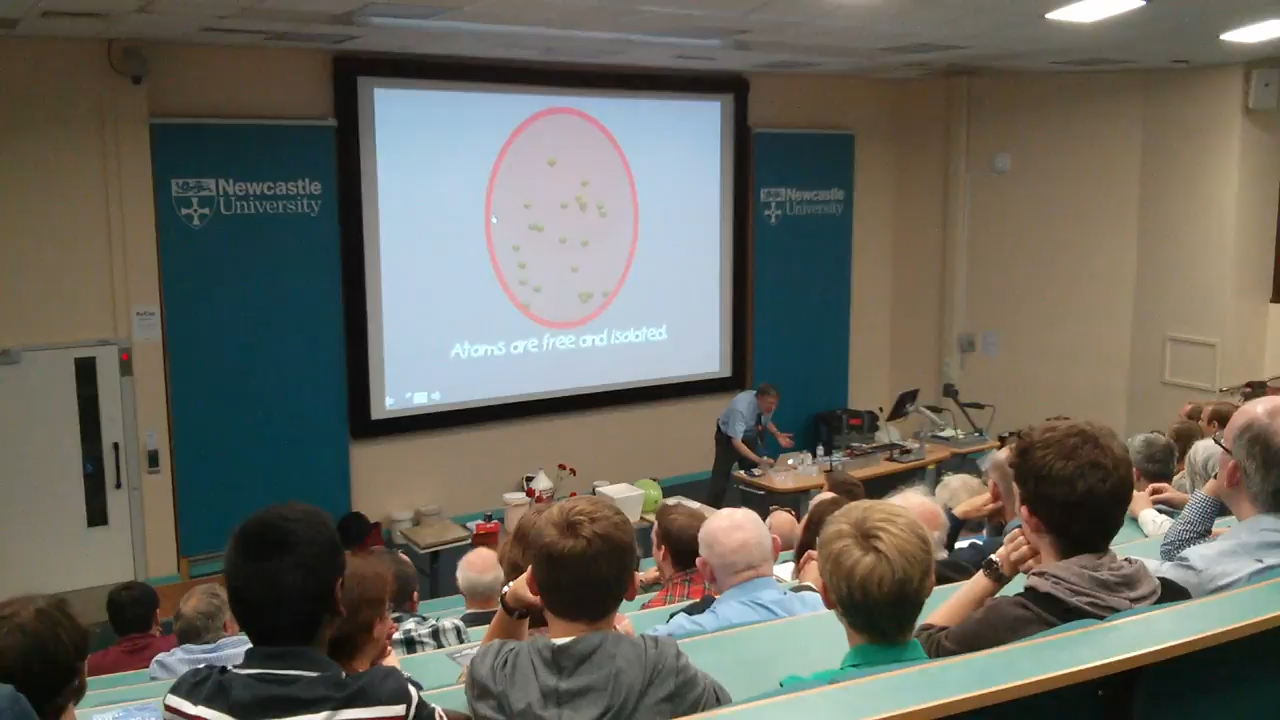 Newcastle
University
Newcastle
University
Atoms are free and isolated.